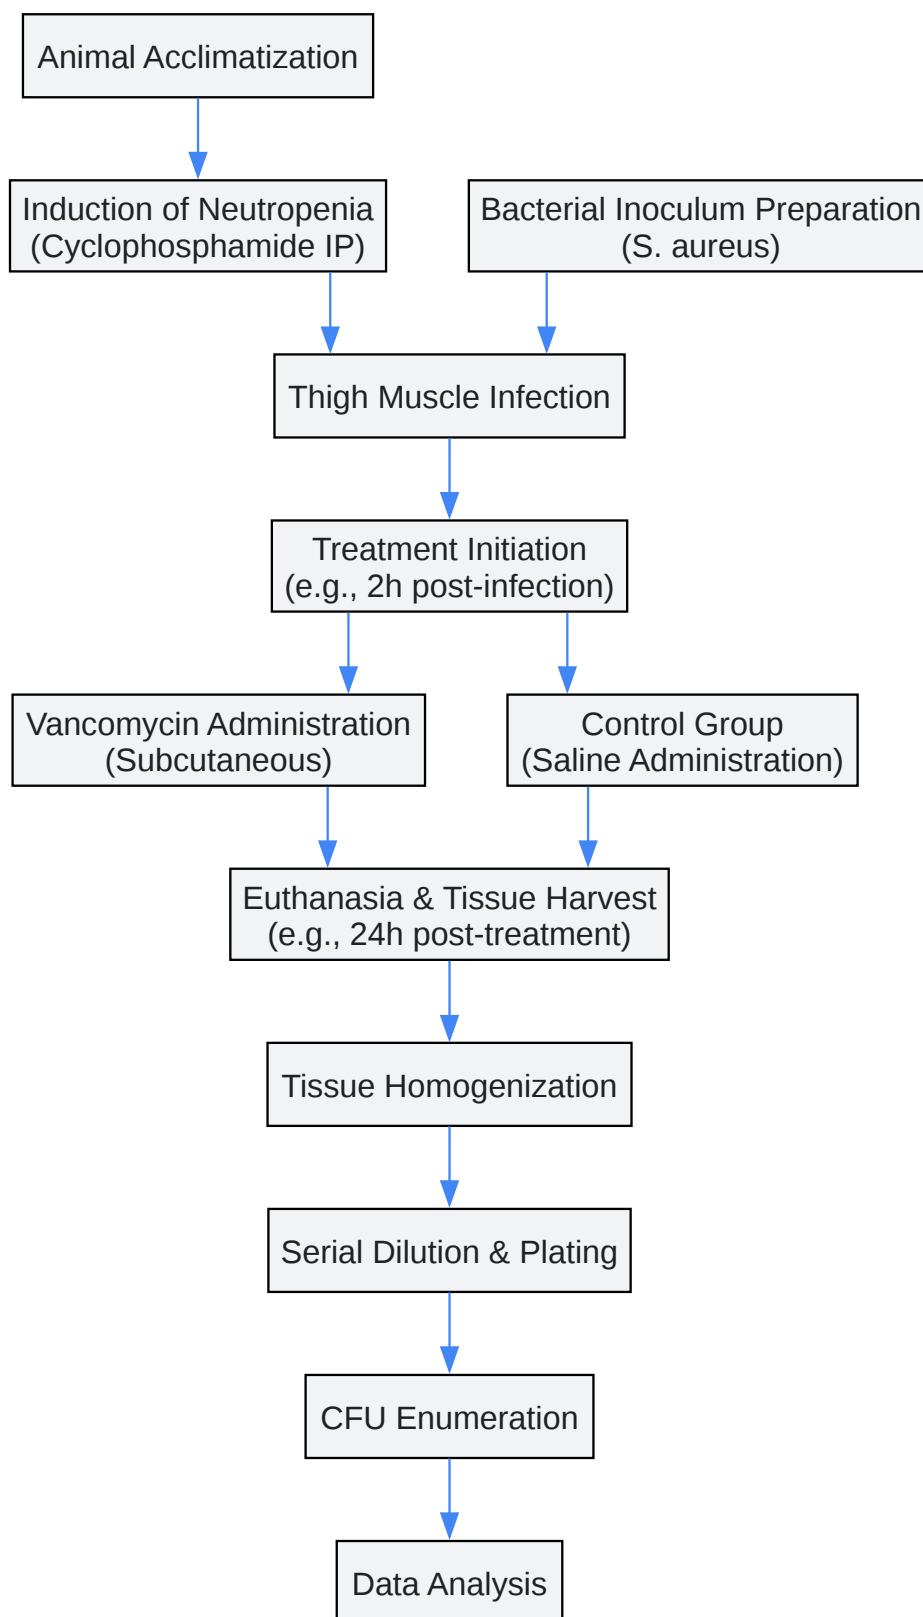 Animal Acclimatization
Induction of Neutropenia
(Cyclophosphamide IP)
Bacterial Inoculum Preparation
(S. aureus)
Thigh Muscle Infection
Treatment Initiation
(e.g., 2h post-infection)
Vancomycin Administration
(Subcutaneous)
Control Group
(Saline Administration)
Euthanasia & Tissue Harvest
(e.g., 24h post-treatment)
Tissue Homogenization
Serial Dilution & Plating
CFU Enumeration
Data Analysis